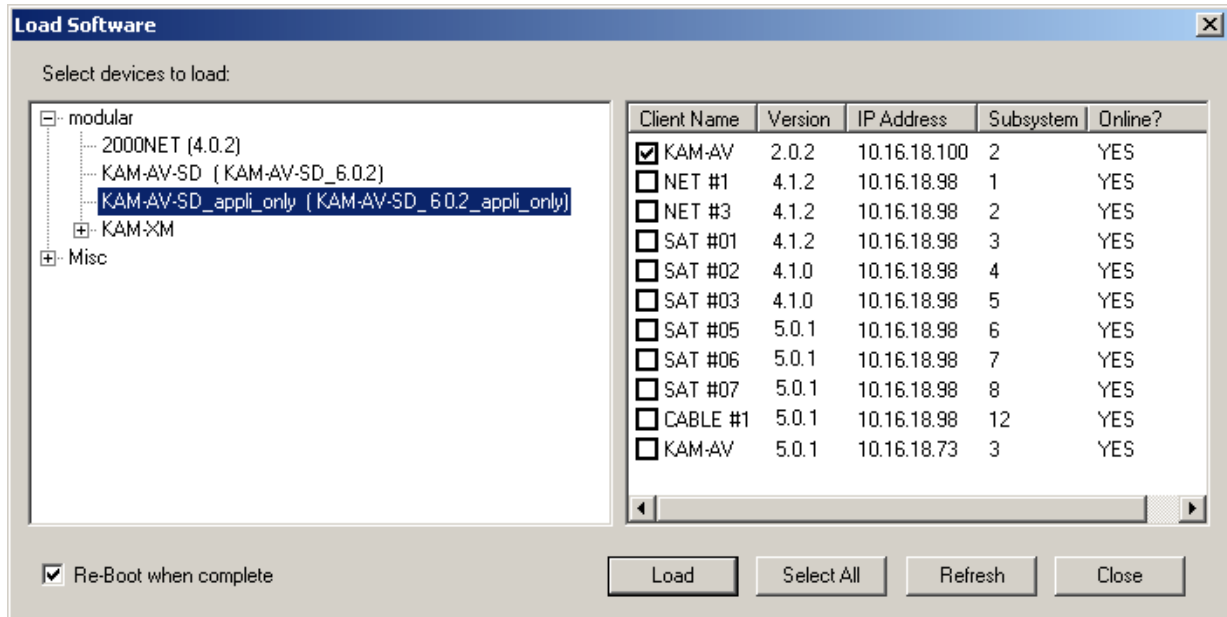 Load Software
Select devices to load:
modular
2000NET (4.0.2)
KAM-AV-SD ( KAM-AV-SD_6.0.2)
KAM-AV-SD_appli_only ( KAM-AV-SD_6.0.2_appli_only)
KAM-XM
Misc
Client Name Version IP Address Subsystem Online?
KAM-AV 2.0.2 10.16.18.100 2 YES
NET #1 4.1.2 10.16.18.98 1 YES
NET #3 4.1.2 10.16.18.98 2 YES
SAT #01 4.1.2 10.16.18.98 3 YES
SAT #02 4.1.0 10.16.18.98 4 YES
SAT #03 4.1.0 10.16.18.98 5 YES
SAT #05 5.0.1 10.16.18.98 6 YES
SAT #06 5.0.1 10.16.18.98 7 YES
SAT #07 5.0.1 10.16.18.98 8 YES
CABLE #1 5.0.1 10.16.18.98 12 YES
KAM-AV 5.0.1 10.16.18.73 3 YES
Re-Boot when complete
Load Select All Refresh Close